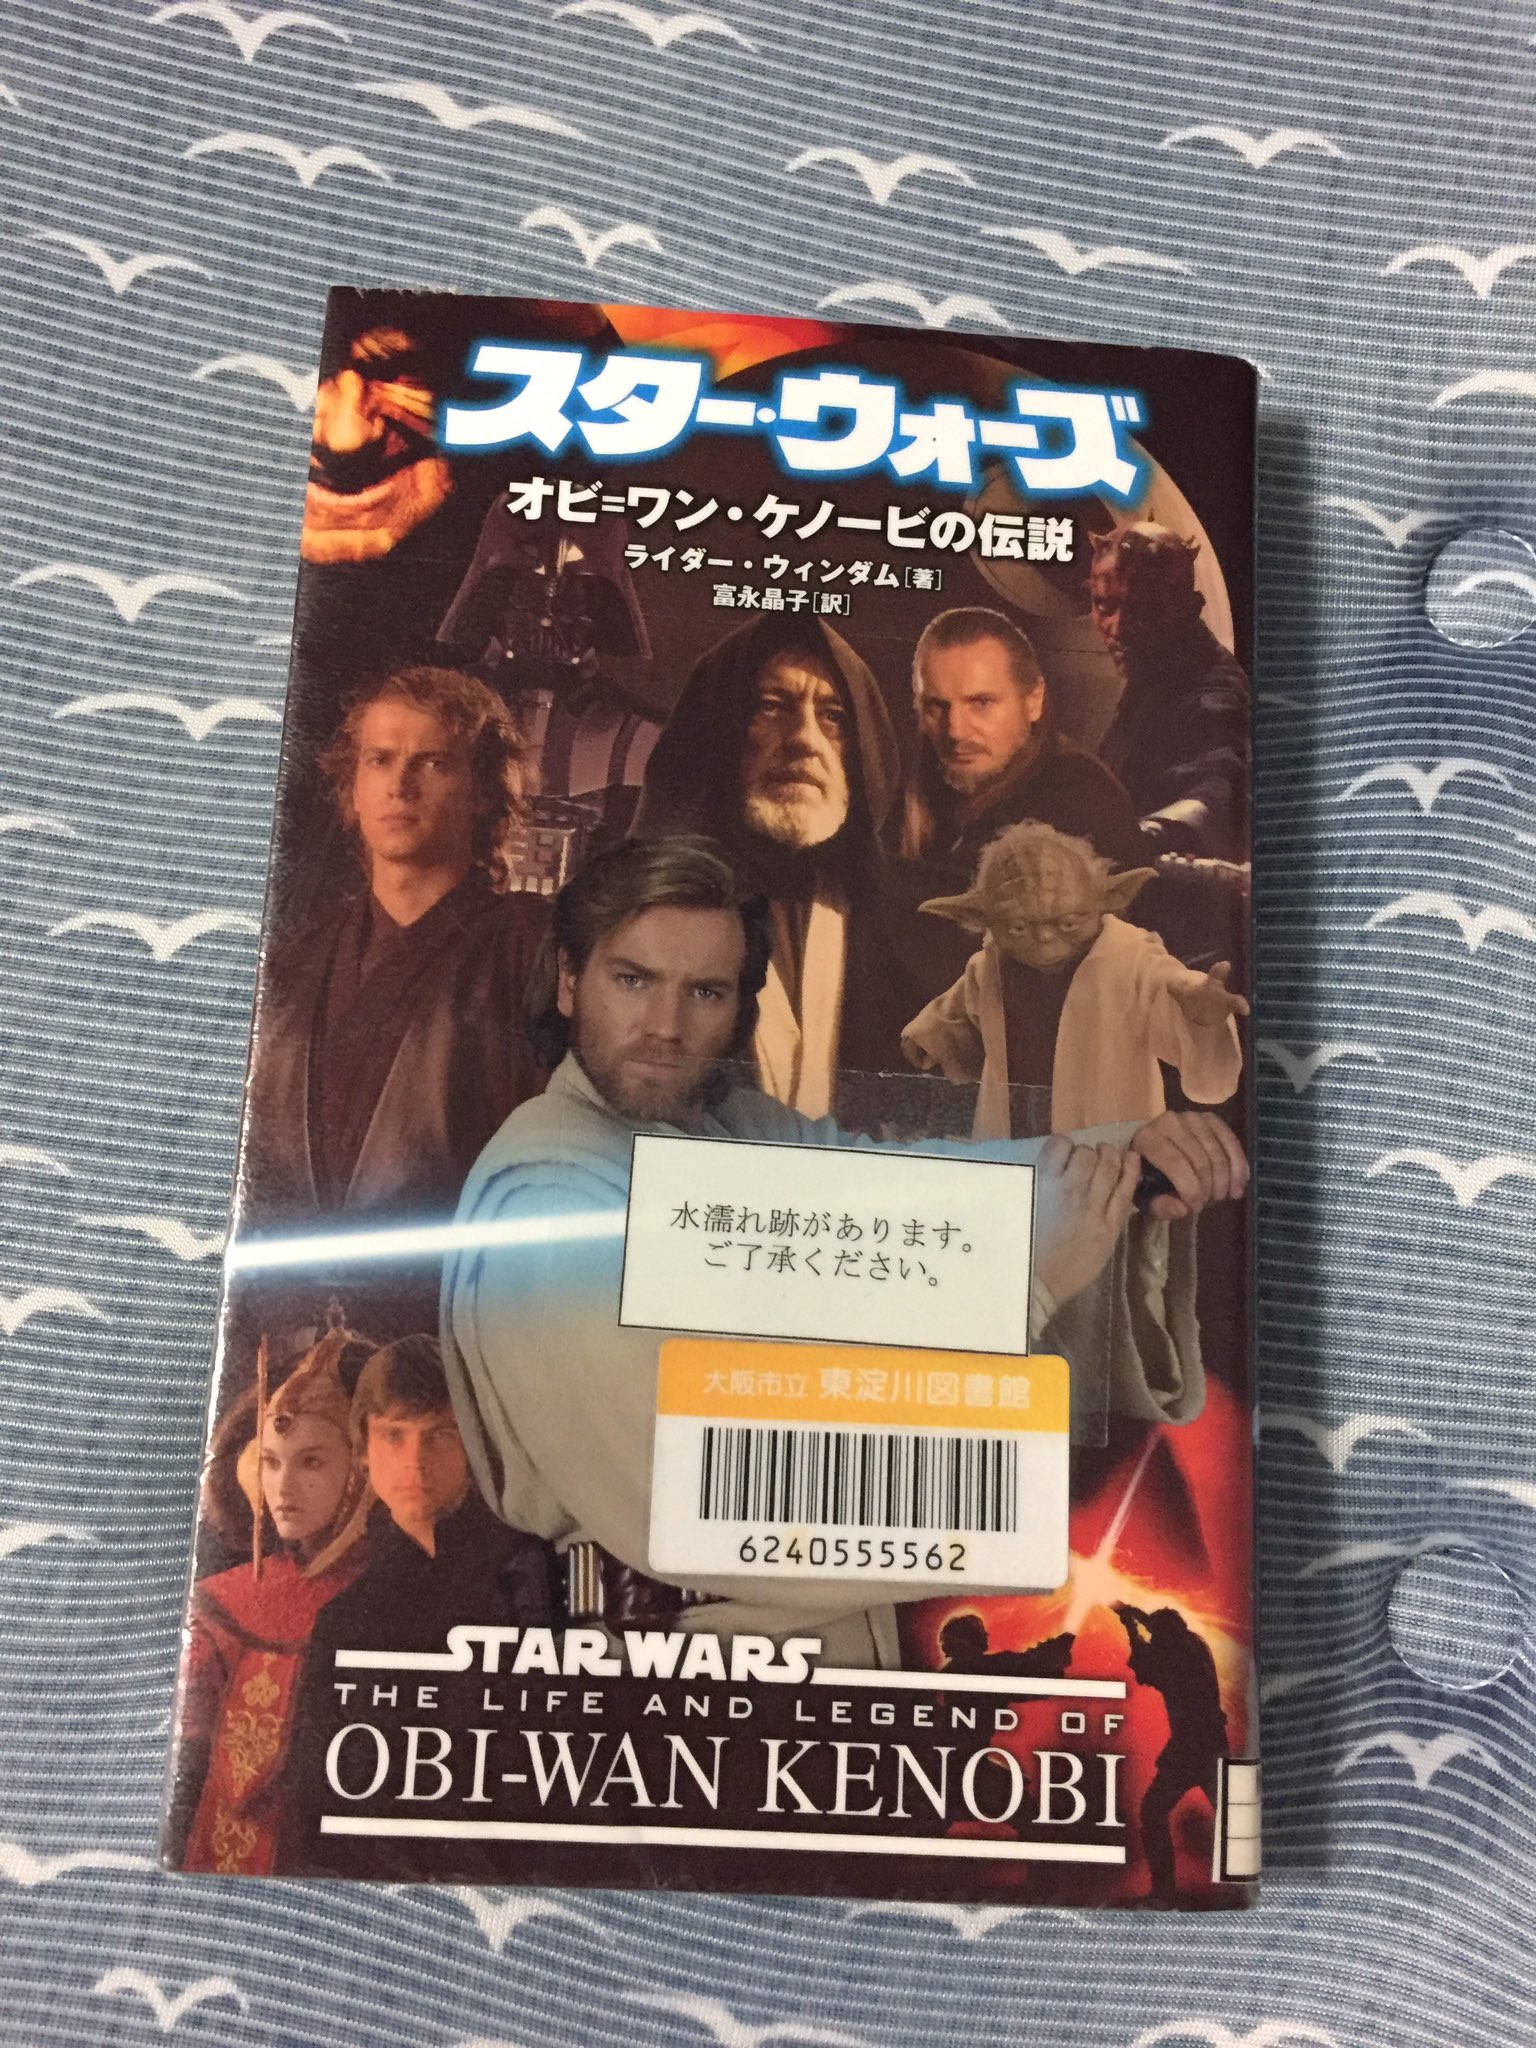 スター・ウォーズ
オビ=ワン・ケノービの伝説
ライダー・ウィンダム[著]
富永晶子[訳]
水濡れ跡があります。
ご了承ください。
大阪市立 東淀川図書館
6240555562
STAR WARS
THE LIFE AND LEGEND OF
OBI-WAN KENOBI